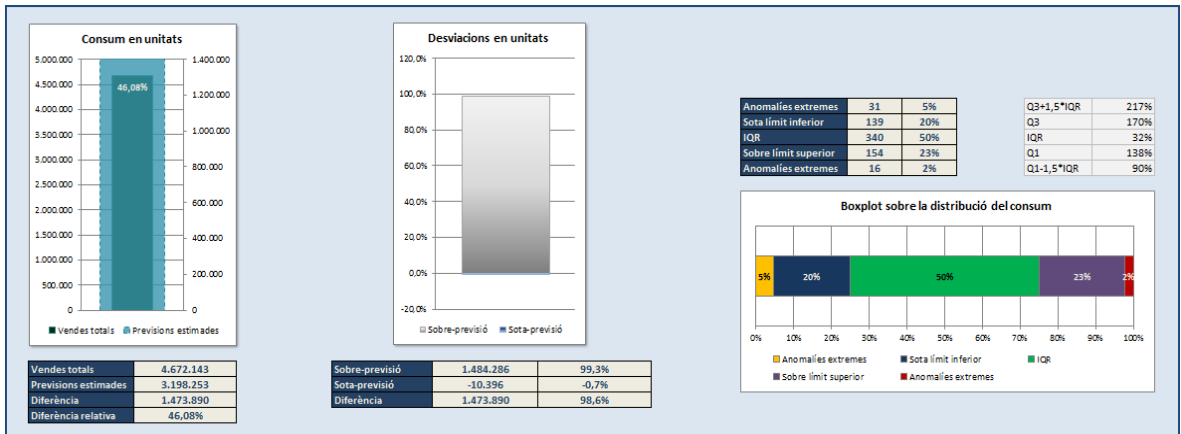 Consum en unitats
5.000.000
4.500.000
4.000.000
3.500.000
3.000.000
2.500.000
2.000.000
1.500.000
1.000.000
500.000
0
46,08%
1.400.000
1.200.000
1.000.000
800.000
600.000
400.000
200.000
0
Vendes totals Previsions estimades
Vendes totals 4.672.143
Previsions estimades 3.198.253
Diferència 1.473.890
Diferència relativa 46,08%
Desviacions en unitats
120,0%
100,0%
80,0%
60,0%
40,0%
20,0%
0,0%
-20,0%
Sobre-previsió Sota-previsió
Sobre-previsió 1.484.286 99,3%
Sota-previsió -10.396 -0,7%
Diferència 1.473.890 98,6%
Anomalíes extremes 31 5%
Sota límit inferior 139 20%
IQR 340 50%
Sobre límit superior 154 23%
Anomalíes extremes 16 2%
Q3+1,5*IQR 217%
Q3 170%
IQR 32%
Q1 138%
Q1-1,5*IQR 90%
Boxplot sobre la distribució del consum
5% 20% 50% 23% 2%
0% 10% 20% 30% 40% 50% 60% 70% 80% 90% 100%
Anomalíes extremes Sota límit inferior IQR
Sobre límit superior Anomalíes extremes